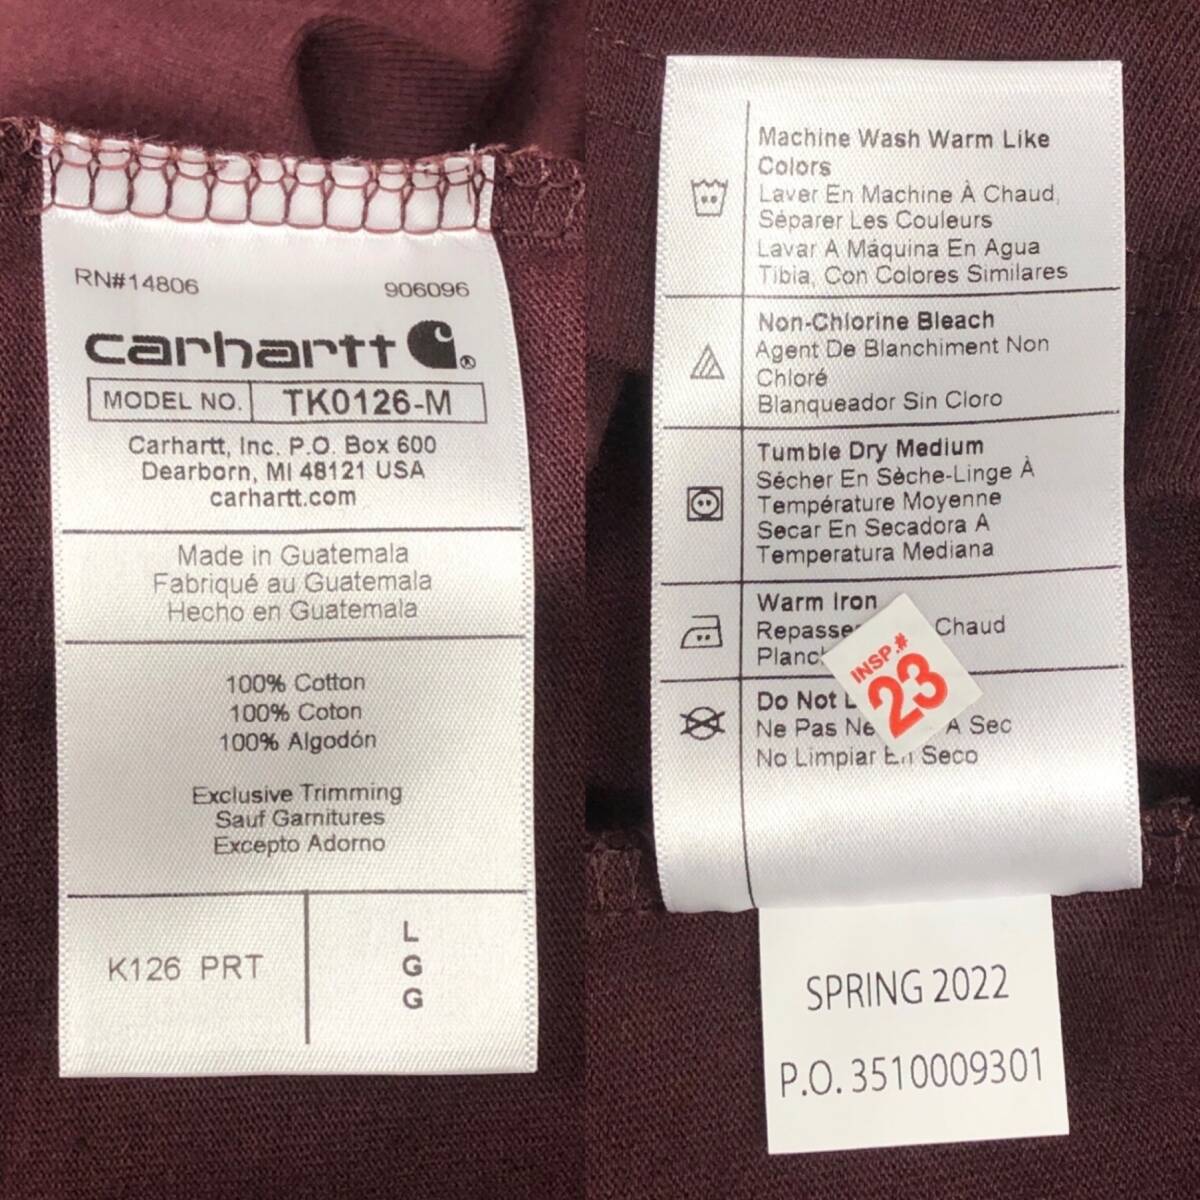 RN#14806 906096
carhartt ®
MODEL NO. TK0126-M
Carhartt, Inc. P.O. Box 600
Dearborn, MI 48121 USA
carhartt.com
Made in Guatemala
Fabriqué au Guatemala
Hecho en Guatemala
100% Cotton
100% Coton
100% Algodón
Exclusive Trimming
Sauf Garnitures
Excepto Adorno
K126 PRT
L
G
G
Machine Wash Warm Like
Colors
Laver En Machine À Chaud,
Séparer Les Couleurs
Lavar A Máquina En Agua
Tibia, Con Colores Similares
Non-Chlorine Bleach
Agent De Blanchiment Non
Chloré
Blanqueador Sin Cloro
Tumble Dry Medium
Sécher En Sèche-Linge À
Température Moyenne
Secar En Secadora A
Temperatura Mediana
Warm Iron
Chaud
Do Not
Ne Pas A Sec
No Limpiar En Seco
INSP.#
23
SPRING 2022
P.O. 3510009301